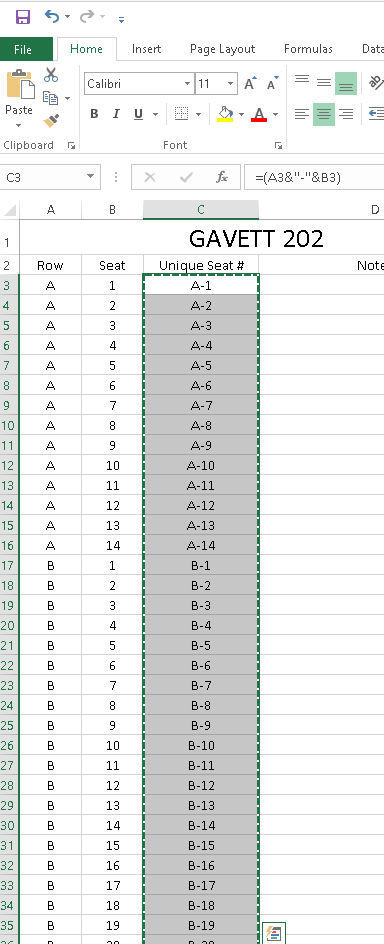 File Home Insert Page Layout Formulas Data
Paste Calibri 11 A A
B I U A
Clipboard Font
C3 fx =(A3&"-"&B3)
A B C D
1 GAVETT 202
2 Row Seat Unique Seat # Note
3 A 1 A-1
4 A 2 A-2
5 A 3 A-3
6 A 4 A-4
7 A 5 A-5
8 A 6 A-6
9 A 7 A-7
10 A 8 A-8
11 A 9 A-9
12 A 10 A-10
13 A 11 A-11
14 A 12 A-12
15 A 13 A-13
16 A 14 A-14
17 B 1 B-1
18 B 2 B-2
19 B 3 B-3
20 B 4 B-4
21 B 5 B-5
22 B 6 B-6
23 B 7 B-7
24 B 8 B-8
25 B 9 B-9
26 B 10 B-10
27 B 11 B-11
28 B 12 B-12
29 B 13 B-13
30 B 14 B-14
31 B 15 B-15
32 B 16 B-16
33 B 17 B-17
34 B 18 B-18
35 B 19 B-19